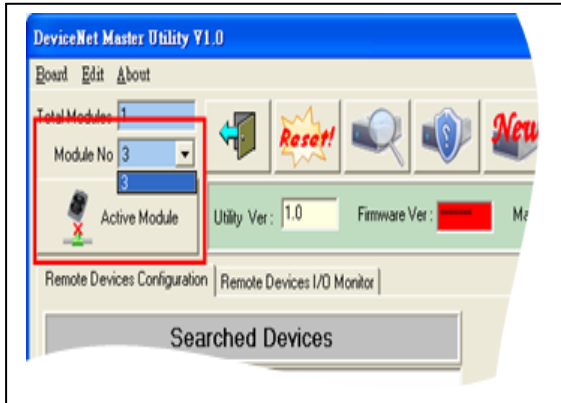 DeviceNet Master Utility V1.0
Board Edit About
Total Modules 1
Reset!
New
Module No 3
3
Active Module
Utility Ver : 1.0 Firmware Ver :
Remote Devices Configuration Remote Devices I/O Monitor
Searched Devices